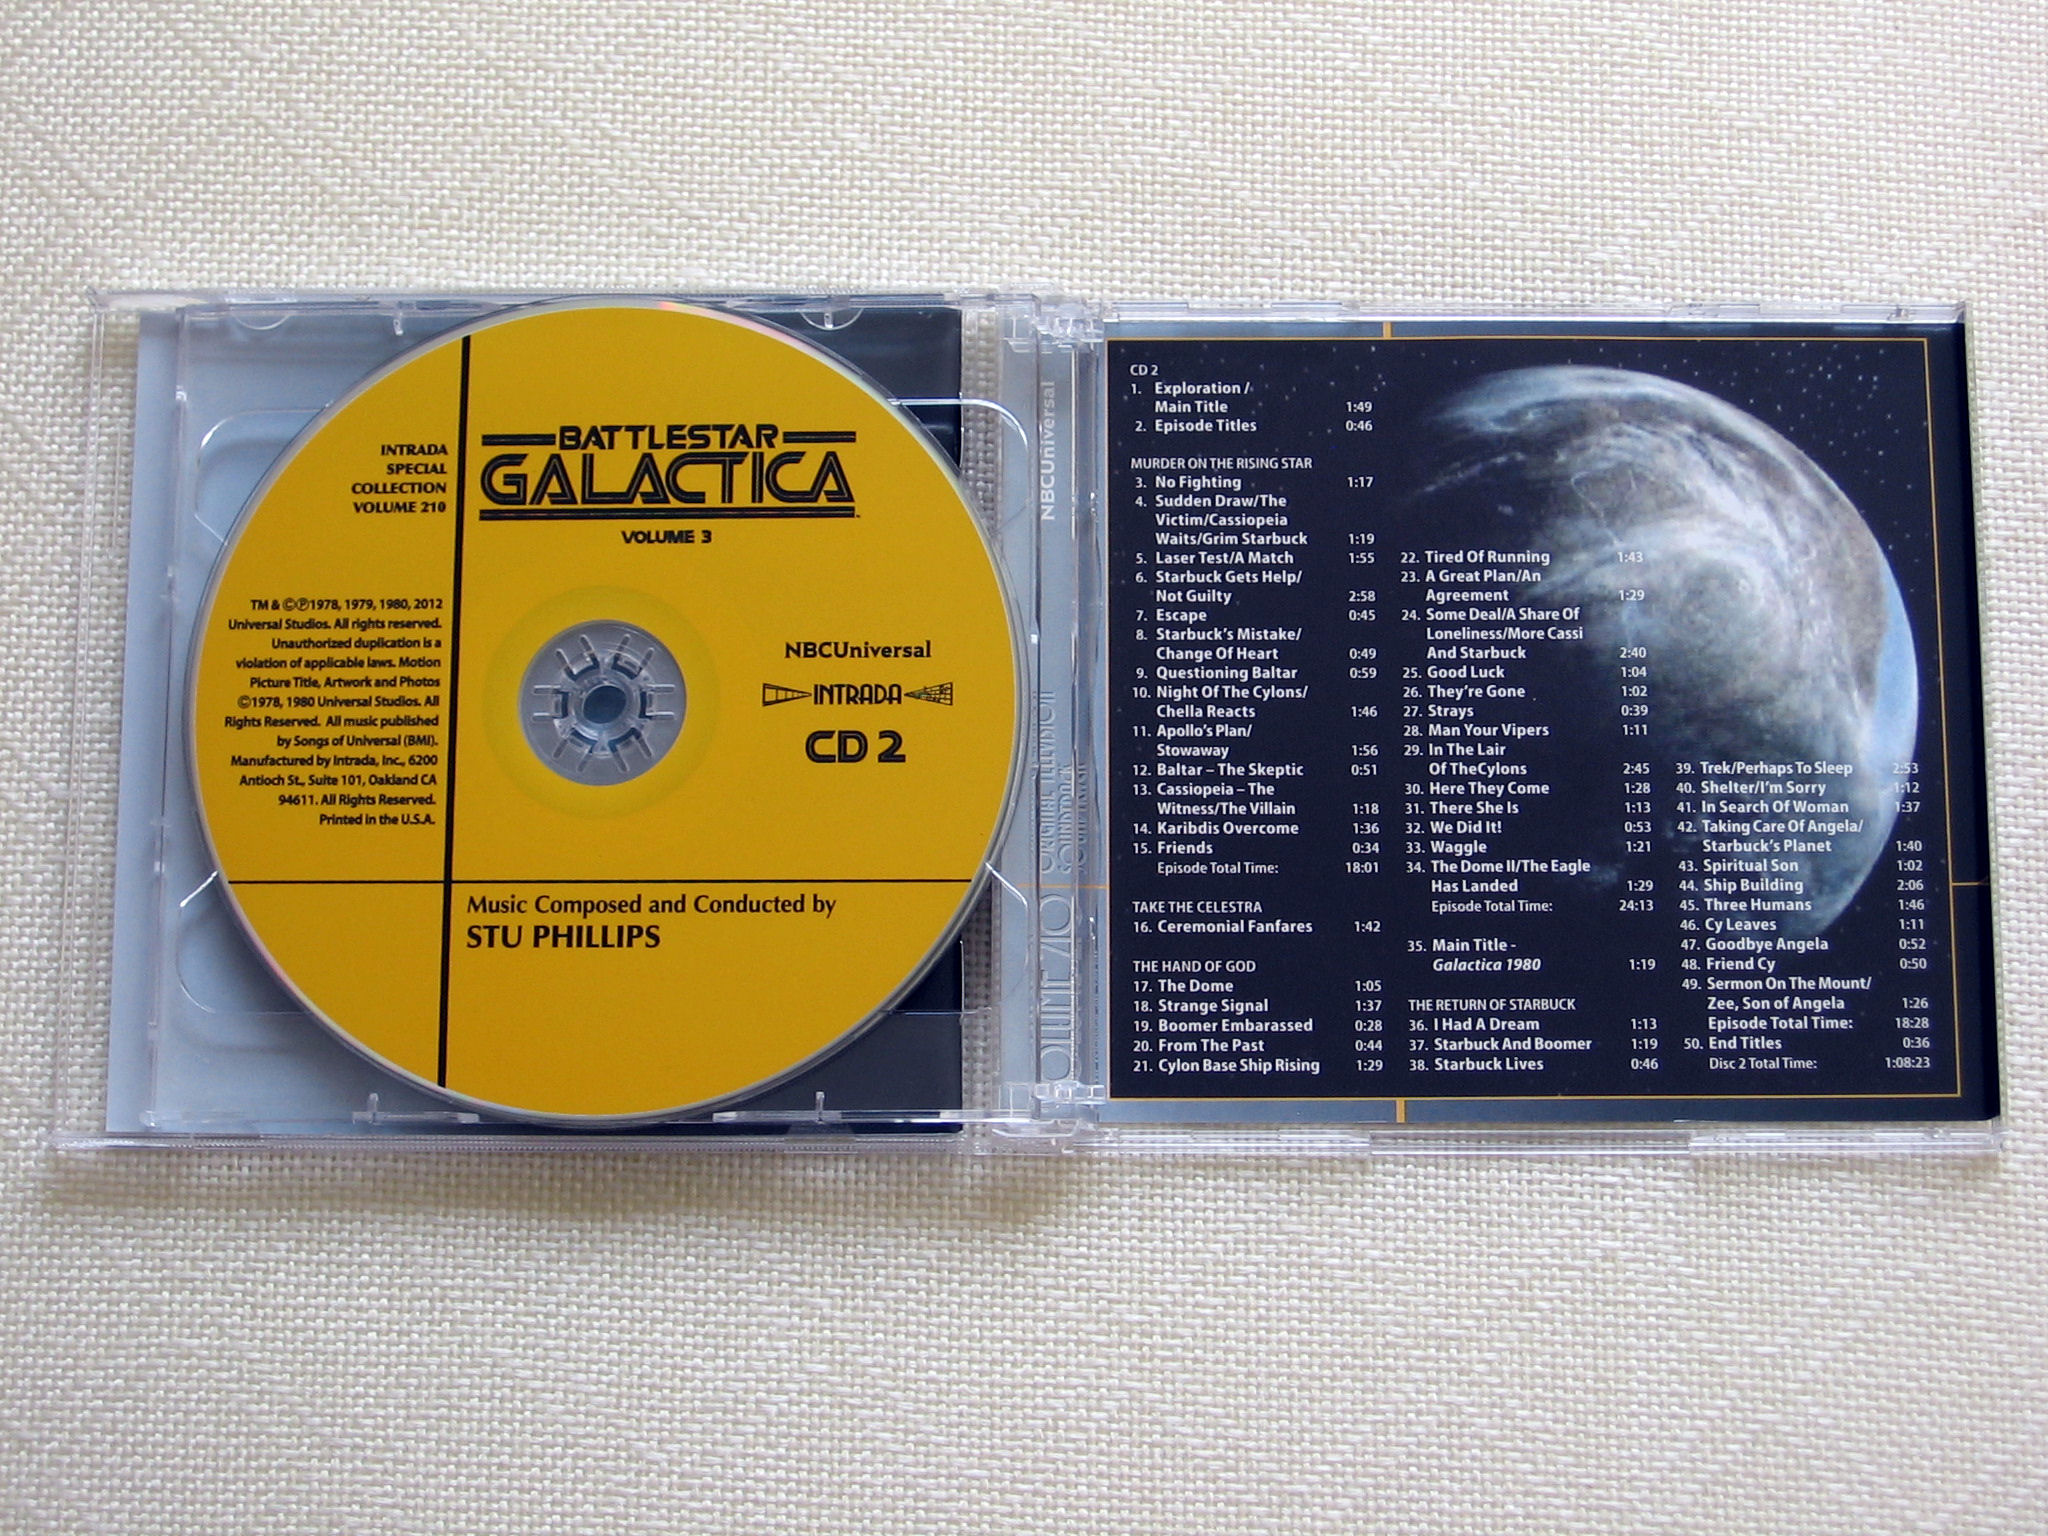 INTRADA
SPECIAL
COLLECTION
VOLUME 210
TM & ©℗1978, 1979, 1980, 2012
Universal Studios. All rights reserved.
Unauthorized duplication is a
violation of applicable laws. Motion
Picture Title, Artwork and Photos
©1978, 1980 Universal Studios. All
Rights Reserved. All music published
by Songs of Universal (BMI).
Manufactured by Intrada, Inc., 6200
Antioch St., Suite 101, Oakland CA
94611. All Rights Reserved.
Printed in the U.S.A.
BATTLESTAR
GALACTICA
™
VOLUME 3
NBCUniversal
INTRADA
CD 2
Music Composed and Conducted by
STU PHILLIPS
NBCUniversal
CD 2
1. Exploration /
Main Title 1:49
2. Episode Titles 0:46
MURDER ON THE RISING STAR
3. No Fighting 1:17
4. Sudden Draw/The
Victim/Cassiopeia
Waits/Grim Starbuck 1:19
5. Laser Test/A Match 1:55
6. Starbuck Gets Help/
Not Guilty 2:58
7. Escape 0:45
8. Starbuck's Mistake/
Change Of Heart 0:49
9. Questioning Baltar 0:59
10. Night Of The Cylons/
Chella Reacts 1:46
11. Apollo's Plan/
Stowaway 1:56
12. Baltar – The Skeptic 0:51
13. Cassiopeia – The
Witness/The Villain 1:18
14. Karibdis Overcome 1:36
15. Friends 0:34
Episode Total Time: 18:01
TAKE THE CELESTRA
16. Ceremonial Fanfares 1:42
THE HAND OF GOD
17. The Dome 1:05
18. Strange Signal 1:37
19. Boomer Embarassed 0:28
20. From The Past 0:44
21. Cylon Base Ship Rising 1:29
22. Tired Of Running 1:43
23. A Great Plan/An
Agreement 1:29
24. Some Deal/A Share Of
Loneliness/More Cassi
And Starbuck 2:40
25. Good Luck 1:04
26. They're Gone 1:02
27. Strays 0:39
28. Man Your Vipers 1:11
29. In The Lair
Of TheCylons 2:45
30. Here They Come 1:28
31. There She Is 1:13
32. We Did It! 0:53
33. Waggle 1:21
34. The Dome II/The Eagle
Has Landed 1:29
Episode Total Time: 24:13
35. Main Title -
Galactica 1980 1:19
THE RETURN OF STARBUCK
36. I Had A Dream 1:13
37. Starbuck And Boomer 1:19
38. Starbuck Lives 0:46
39. Trek/Perhaps To Sleep 2:53
40. Shelter/I'm Sorry 1:12
41. In Search Of Woman 1:37
42. Taking Care Of Angela/
Starbuck's Planet 1:40
43. Spiritual Son 1:02
44. Ship Building 2:06
45. Three Humans 1:46
46. Cy Leaves 1:11
47. Goodbye Angela 0:52
48. Friend Cy 0:50
49. Sermon On The Mount/
Zee, Son of Angela 1:26
Episode Total Time: 18:28
50. End Titles 0:36
Disc 2 Total Time: 1:08:23